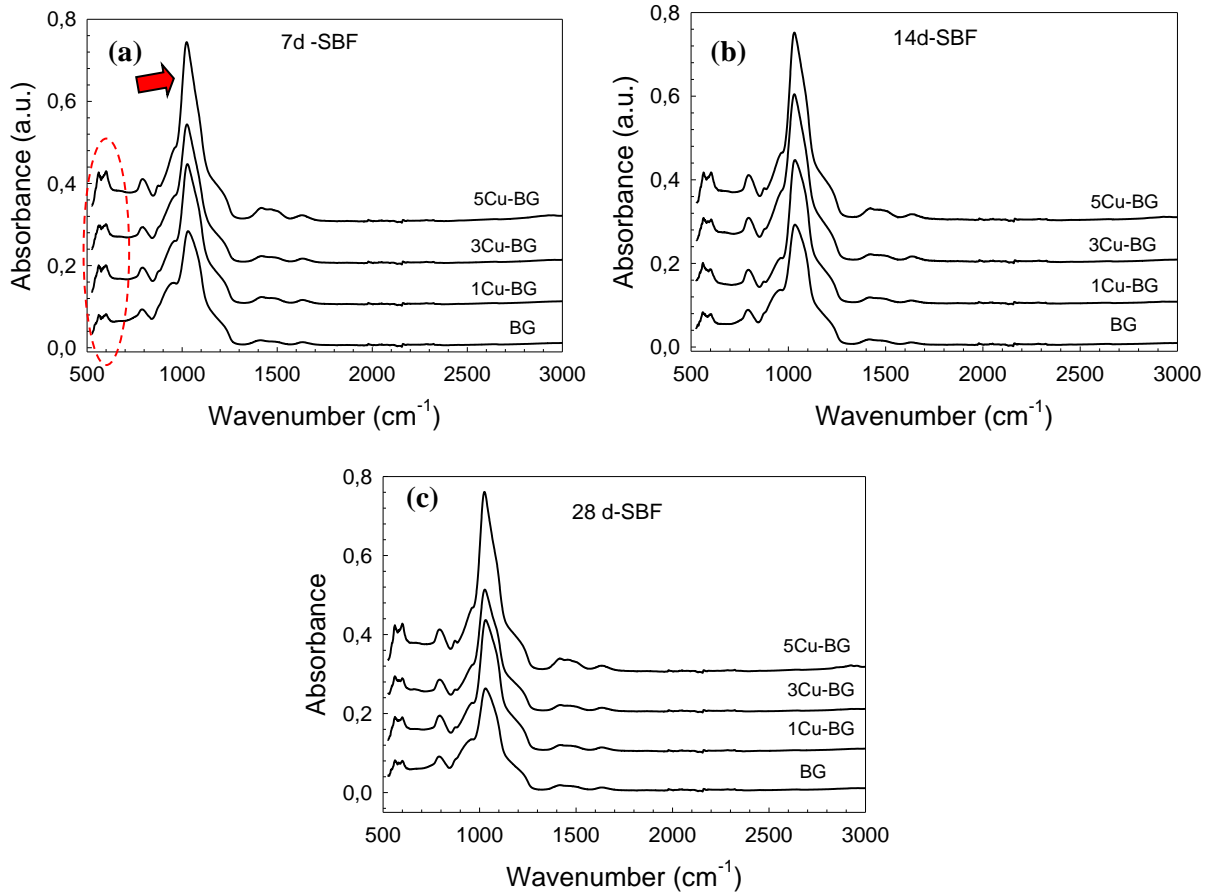 (a)
7d -SBF
Absorbance (a.u.)
0,8
0,6
0,4
0,2
0,0
5Cu-BG
3Cu-BG
1Cu-BG
BG
500 1000 1500 2000 2500 3000
Wavenumber (cm⁻¹)
(b)
14d-SBF
Absorbance (a.u.)
0,8
0,6
0,4
0,2
0,0
5Cu-BG
3Cu-BG
1Cu-BG
BG
500 1000 1500 2000 2500 3000
Wavenumber (cm⁻¹)
(c)
28 d-SBF
Absorbance
0,8
0,6
0,4
0,2
0,0
5Cu-BG
3Cu-BG
1Cu-BG
BG
500 1000 1500 2000 2500 3000
Wavenumber (cm⁻¹)